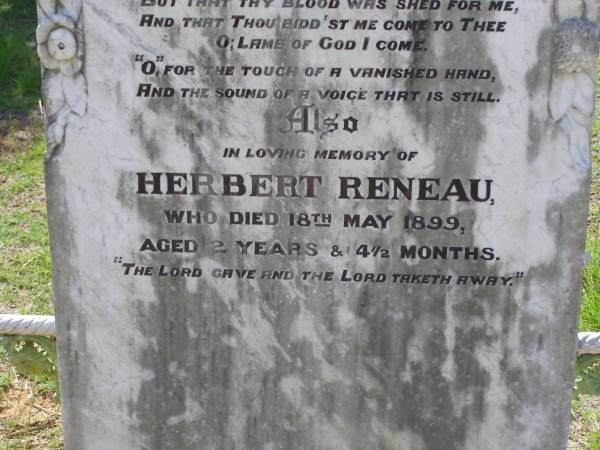 BUT THAT THY BLOOD WAS SHED FOR ME,
AND THAT THOU BIDD'ST ME COME TO THEE
O; LAMB OF GOD I COME.
"O", FOR THE TOUCH OF A VANISHED HAND,
AND THE SOUND OF A VOICE THAT IS STILL.
Also
IN LOVING MEMORY OF
HERBERT RENEAU,
WHO DIED 18TH MAY 1899,
AGED 2 YEARS & 4½ MONTHS.
"THE LORD GAVE AND THE LORD TAKETH AWAY."